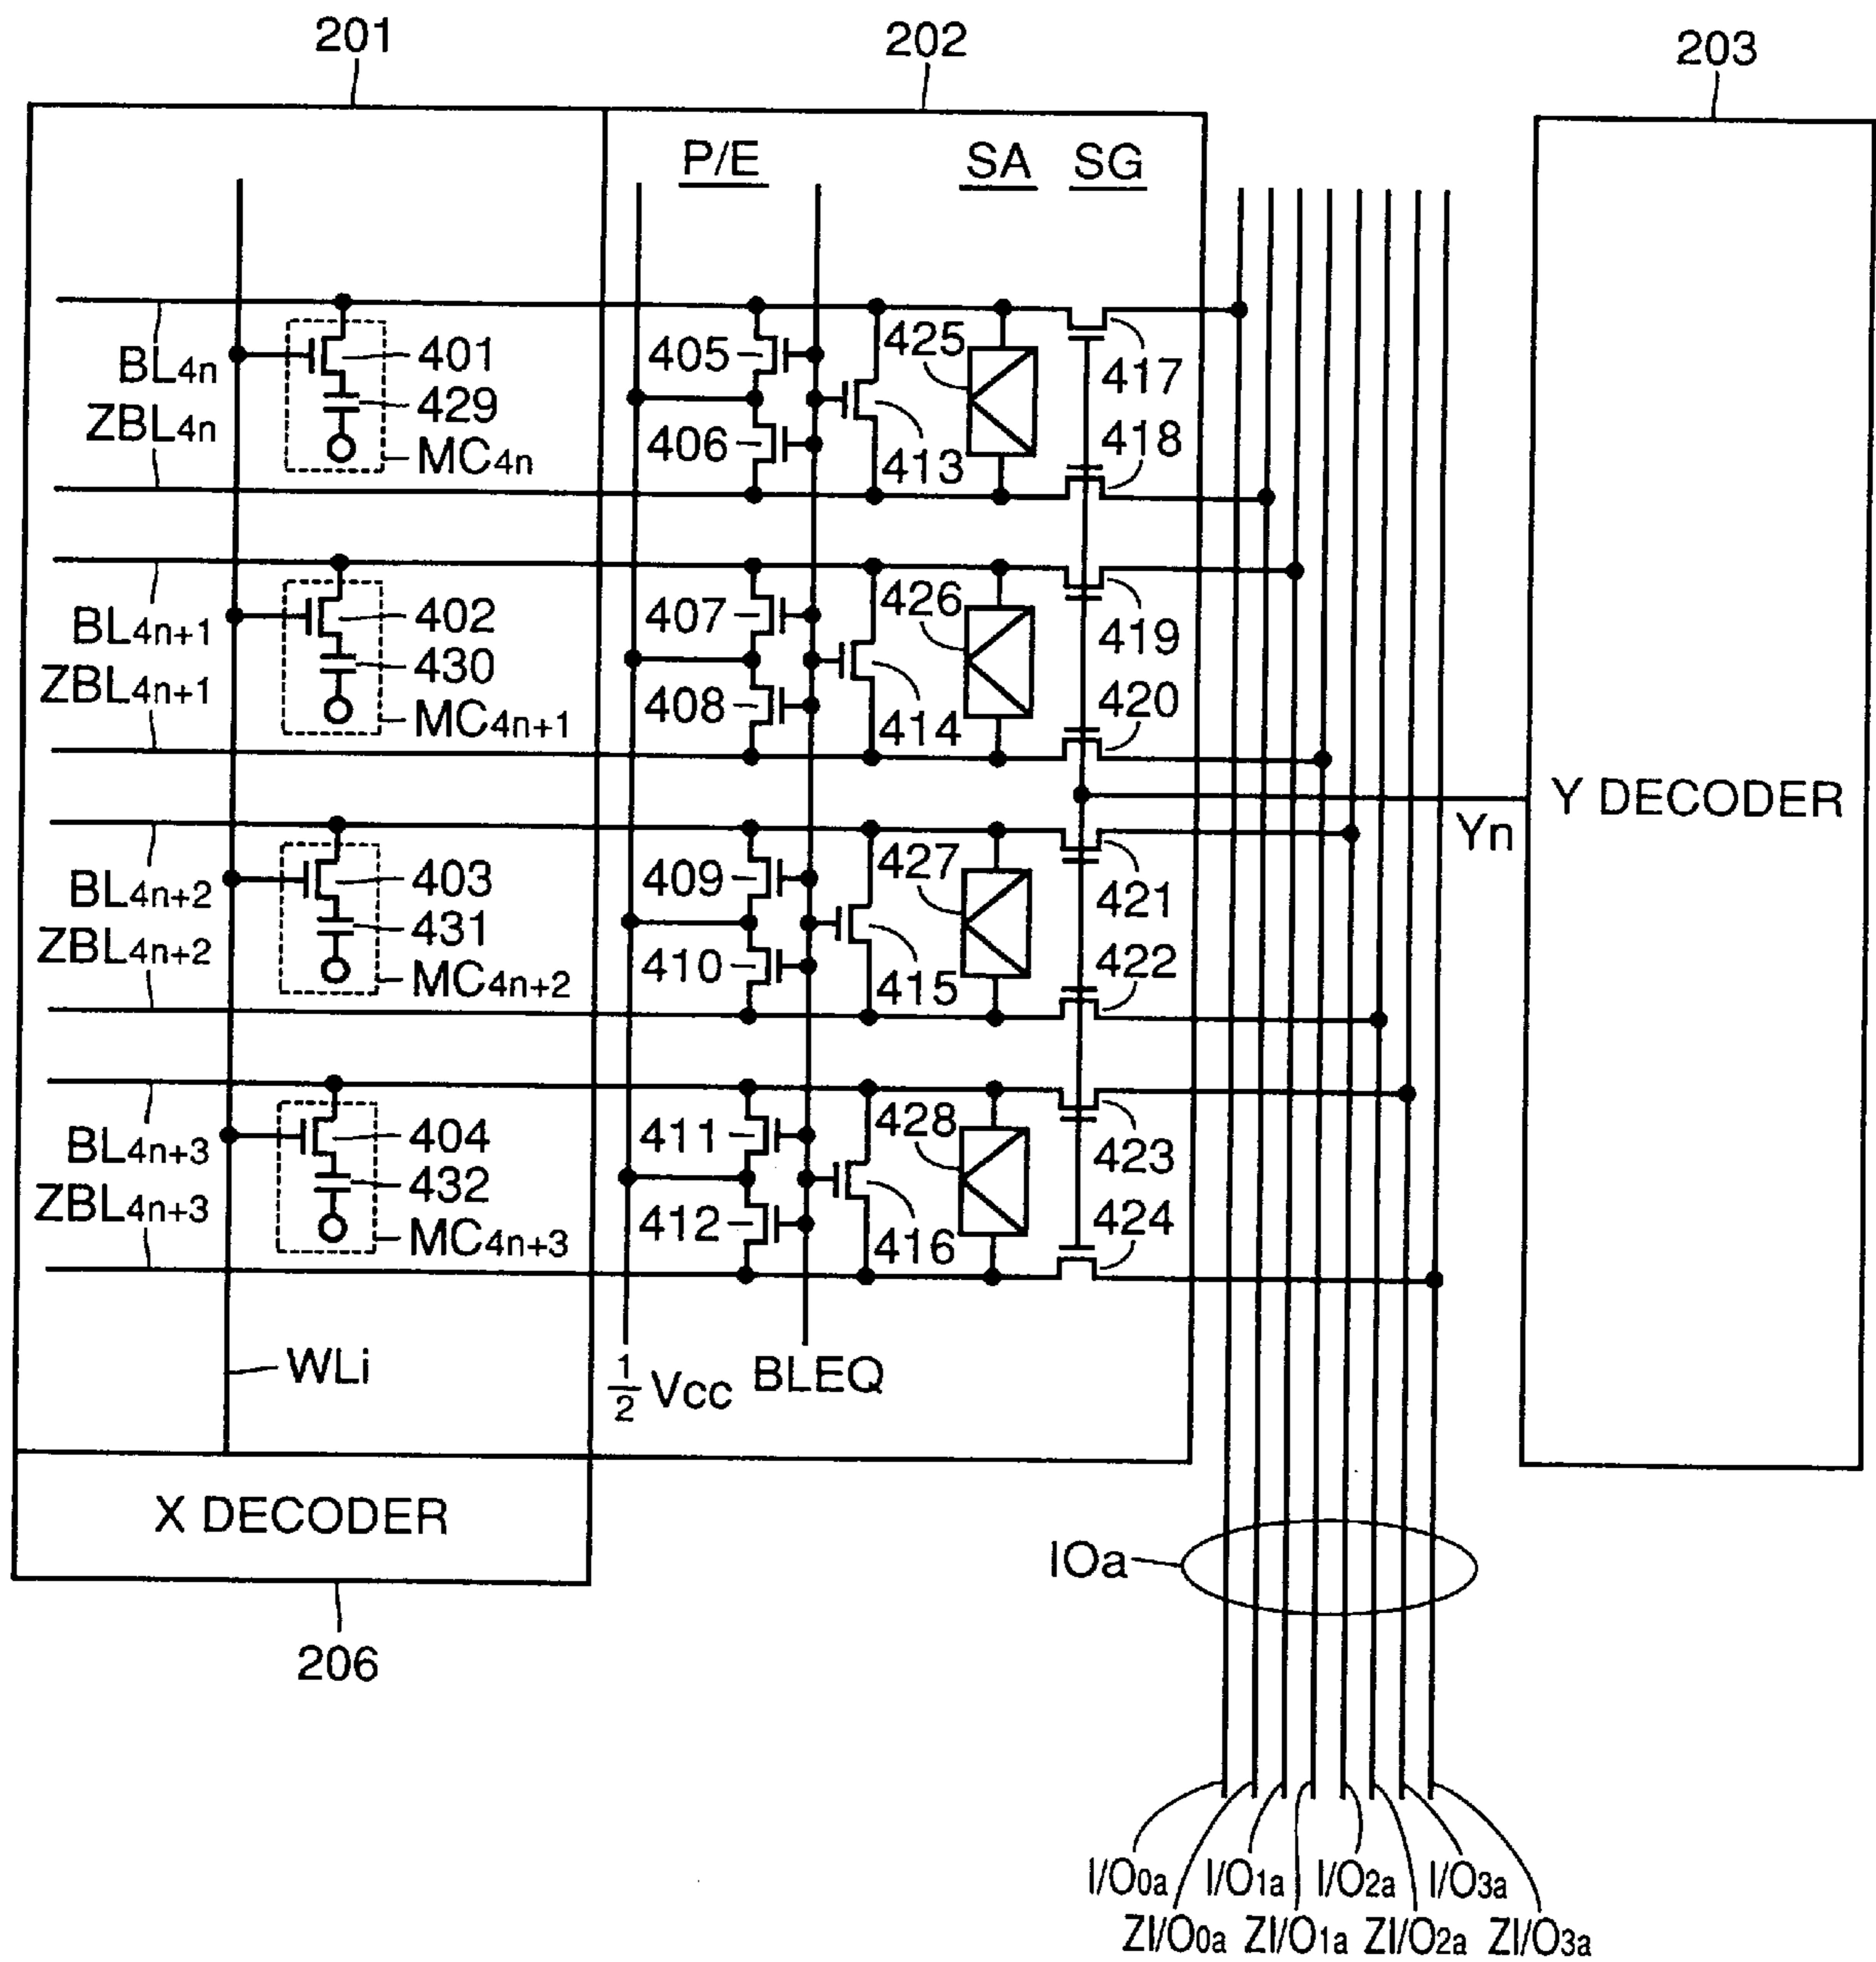 201
202
203
P/E
SA
SG
BL4n
401
405
425
417
ZBL4n
429
406
413
418
MC4n
BL4n+1
402
407
426
419
ZBL4n+1
430
408
414
420
MC4n+1
Y DECODER
Yn
BL4n+2
403
409
427
421
ZBL4n+2
431
410
415
422
MC4n+2
BL4n+3
404
411
428
423
ZBL4n+3
432
412
416
424
MC4n+3
WLi
1/2 Vcc
BLEQ
X DECODER
IOa
206
I/O0a
I/O1a
I/O2a
I/O3a
ZI/O0a
ZI/O1a
ZI/O2a
ZI/O3a